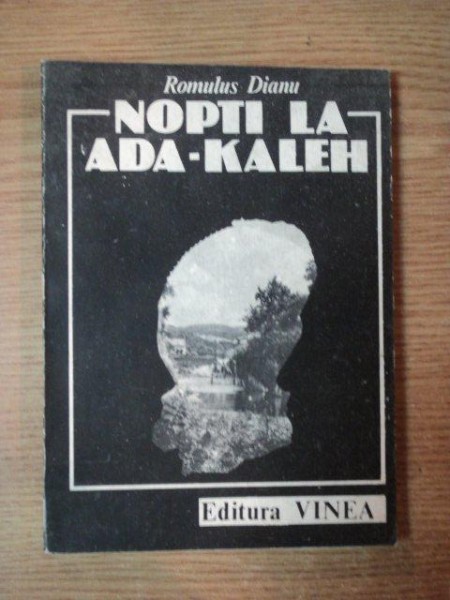 Romulus Dianu
NOPTI LA
ADA-KALEH
Editura VINEA